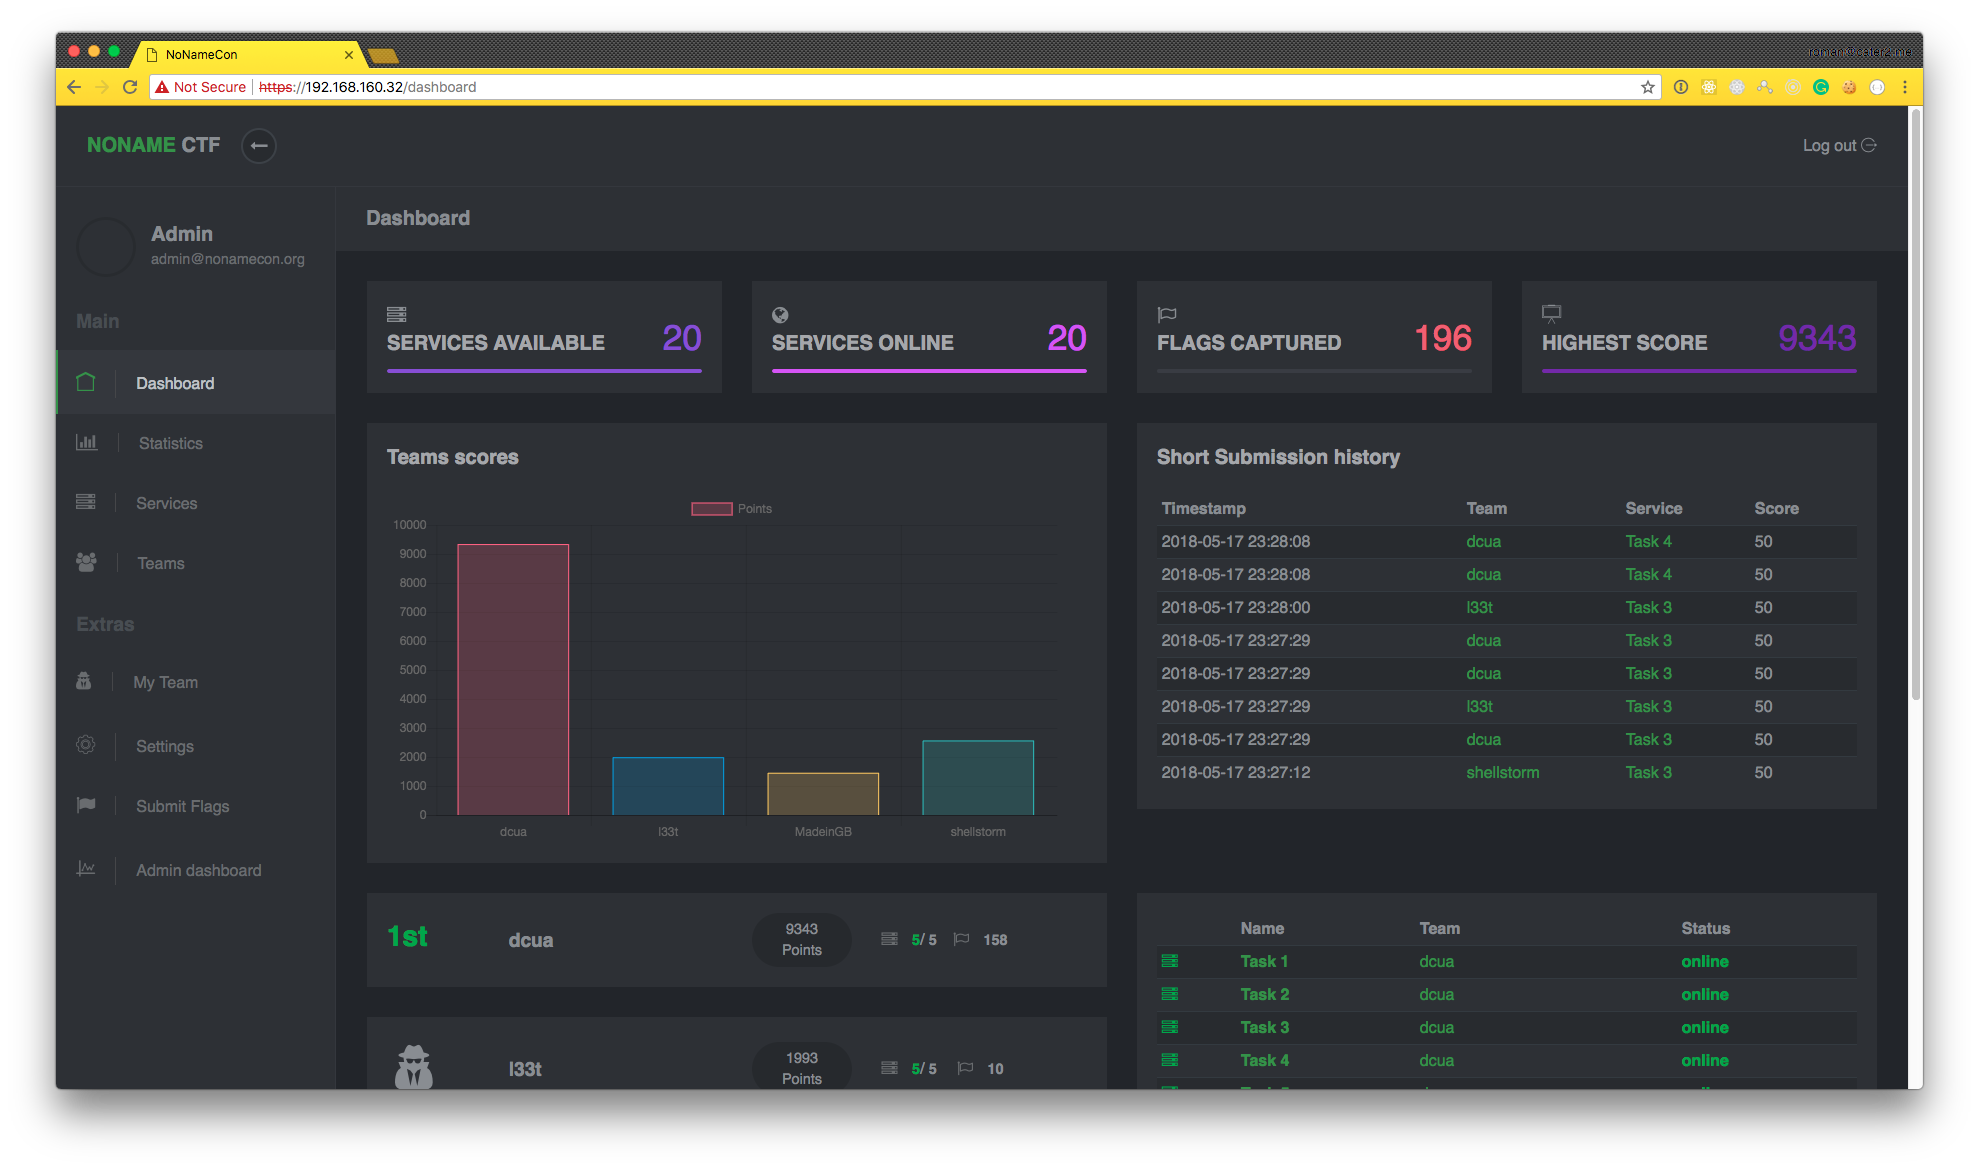 NoNameCon
Not Secure https://192.168.160.32/dashboard
NONAME CTF
Log out
Admin
admin@nonamecon.org
Main
Dashboard
Statistics
Services
Teams
Extras
My Team
Settings
Submit Flags
Admin dashboard
Dashboard
SERVICES AVAILABLE 20
SERVICES ONLINE 20
FLAGS CAPTURED 196
HIGHEST SCORE 9343
Teams scores
Points
10000
9000
8000
7000
6000
5000
4000
3000
2000
1000
0
dcua l33t MadeinGB shellstorm
Short Submission history
Timestamp Team Service Score
2018-05-17 23:28:08 dcua Task 4 50
2018-05-17 23:28:08 dcua Task 4 50
2018-05-17 23:28:00 l33t Task 3 50
2018-05-17 23:27:29 dcua Task 3 50
2018-05-17 23:27:29 dcua Task 3 50
2018-05-17 23:27:29 l33t Task 3 50
2018-05-17 23:27:29 dcua Task 3 50
2018-05-17 23:27:12 shellstorm Task 3 50
1st dcua 9343 Points 5/ 5 158
l33t 1993 Points 5/ 5 10
Name Team Status
Task 1 dcua online
Task 2 dcua online
Task 3 dcua online
Task 4 dcua online